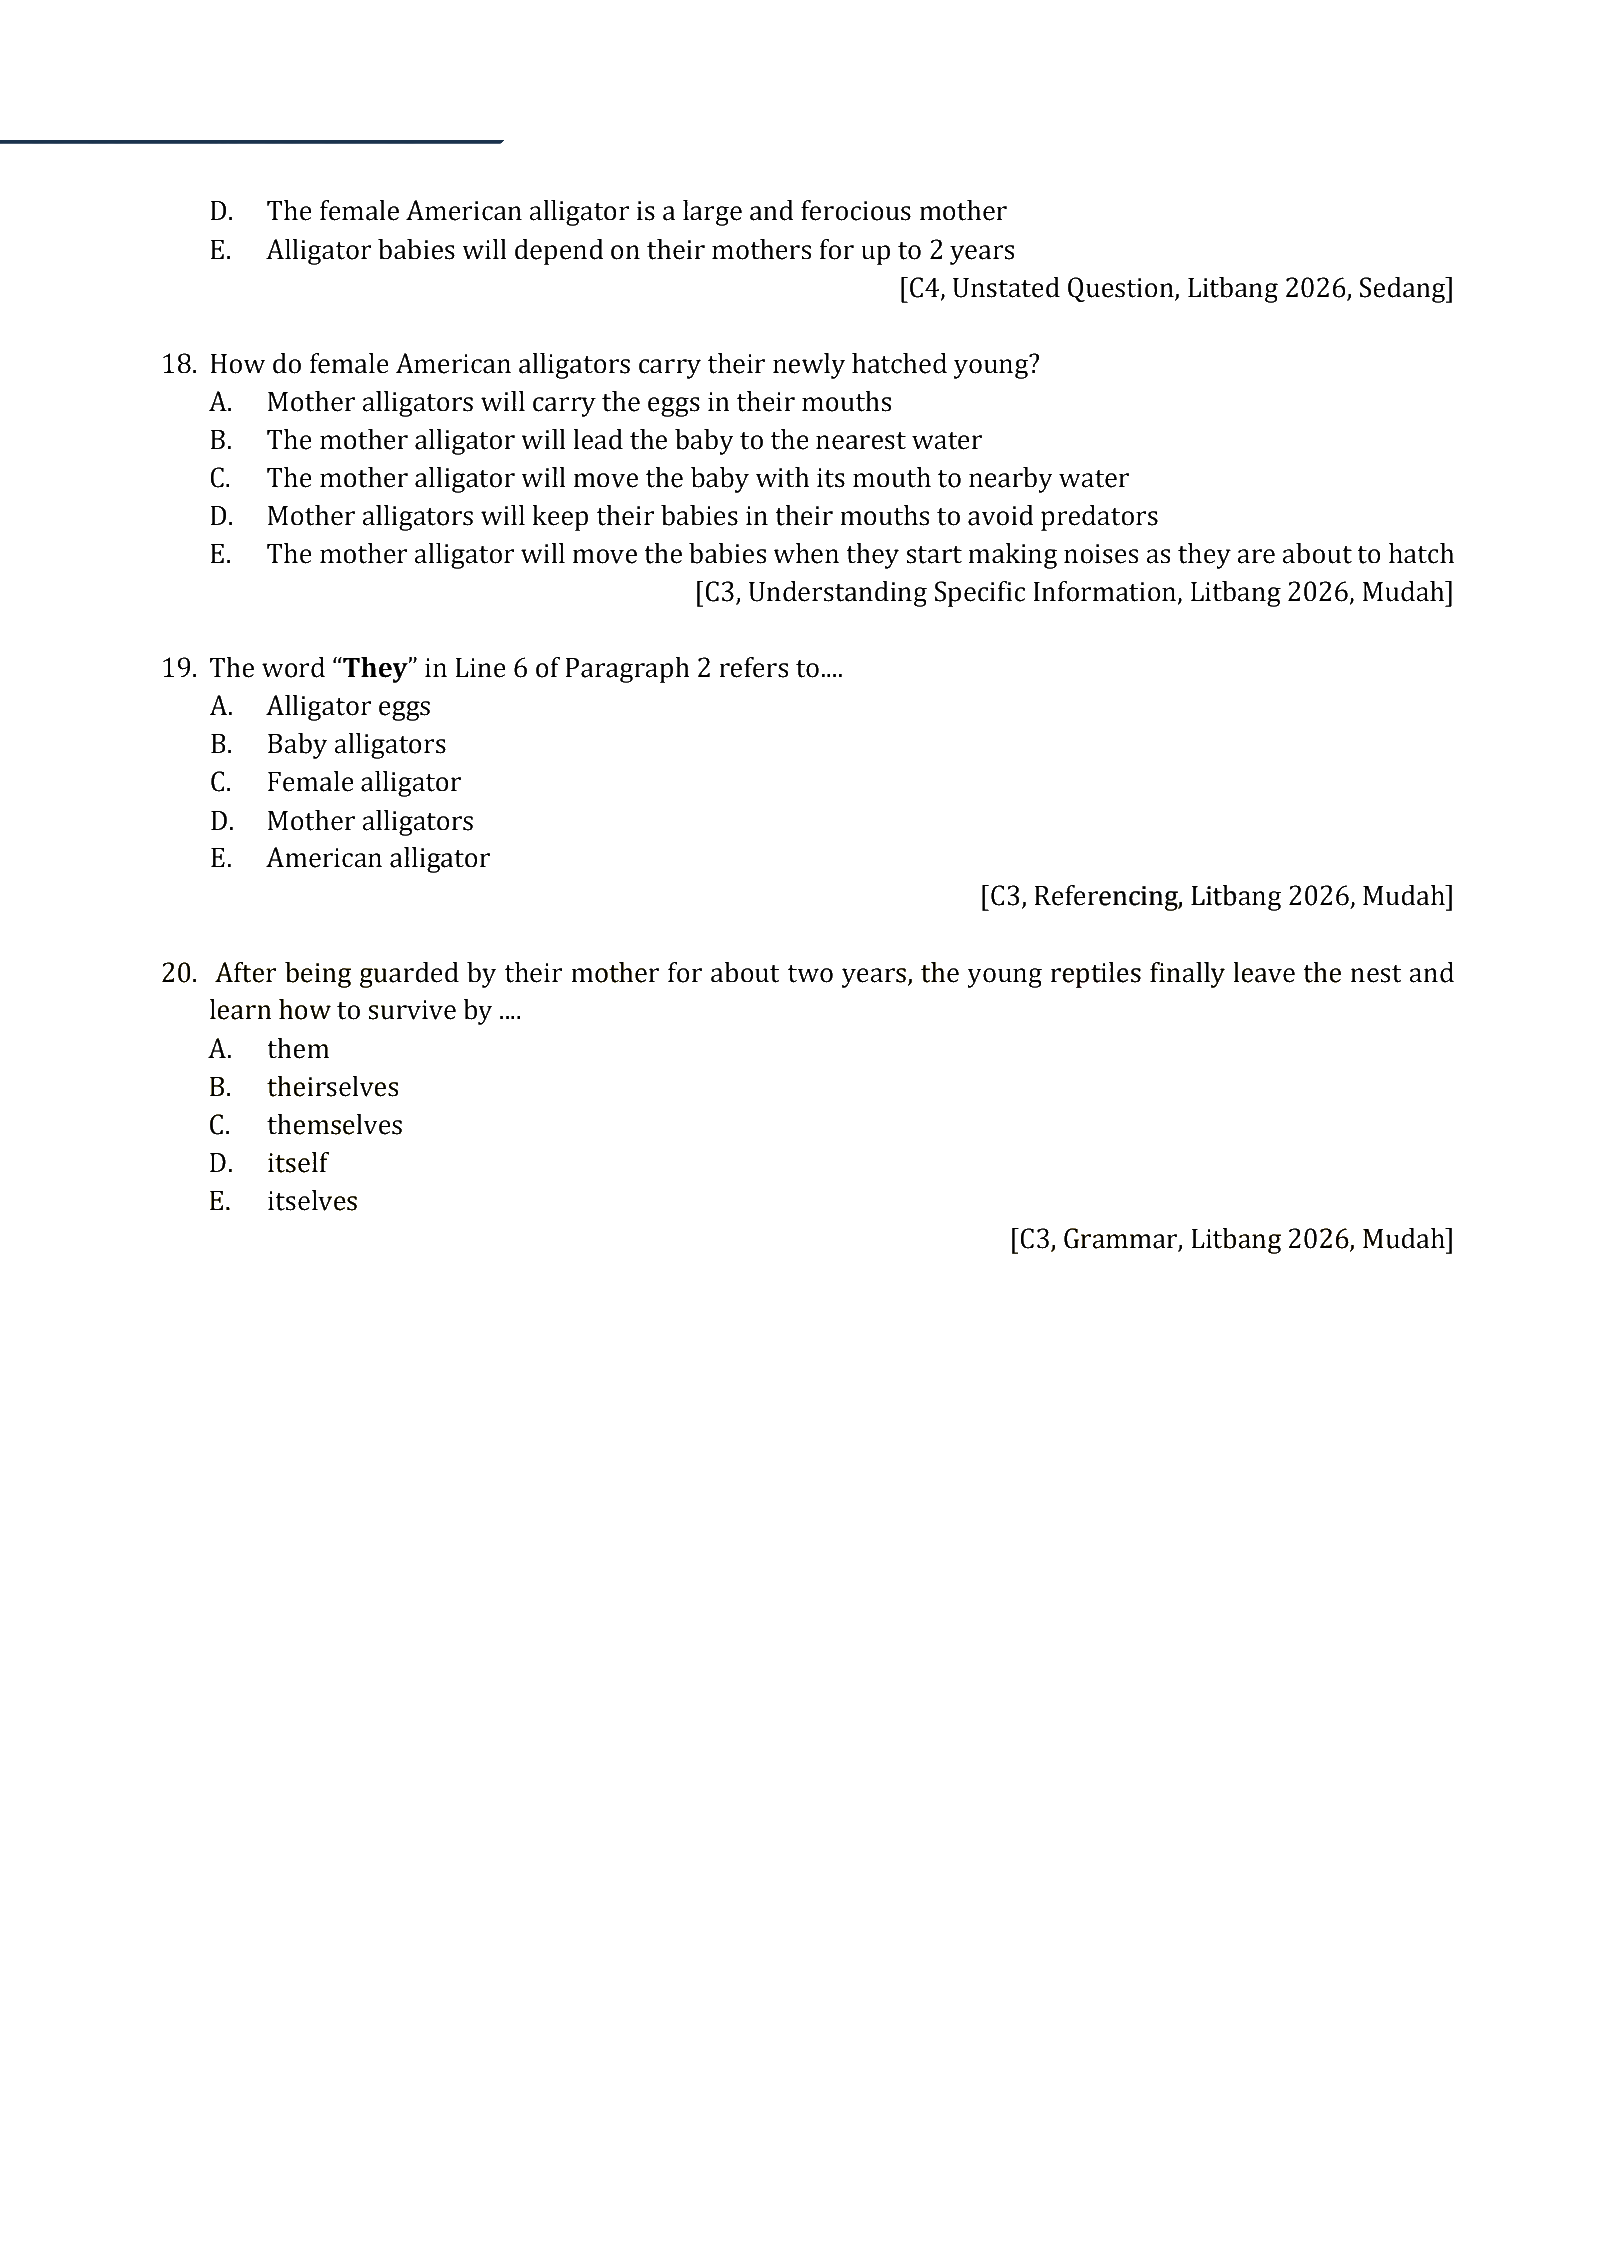 D. The female American alligator is a large and ferocious mother
E. Alligator babies will depend on their mothers for up to 2 years
[C4, Unstated Question, Litbang 2026, Sedang]
18. How do female American alligators carry their newly hatched young?
A. Mother alligators will carry the eggs in their mouths
B. The mother alligator will lead the baby to the nearest water
C. The mother alligator will move the baby with its mouth to nearby water
D. Mother alligators will keep their babies in their mouths to avoid predators
E. The mother alligator will move the babies when they start making noises as they are about to hatch
[C3, Understanding Specific Information, Litbang 2026, Mudah]
19. The word “They” in Line 6 of Paragraph 2 refers to....
A. Alligator eggs
B. Baby alligators
C. Female alligator
D. Mother alligators
E. American alligator
[C3, Referencing, Litbang 2026, Mudah]
20. After being guarded by their mother for about two years, the young reptiles finally leave the nest and
learn how to survive by ....
A. them
B. theirselves
C. themselves
D. itself
E. itselves
[C3, Grammar, Litbang 2026, Mudah]